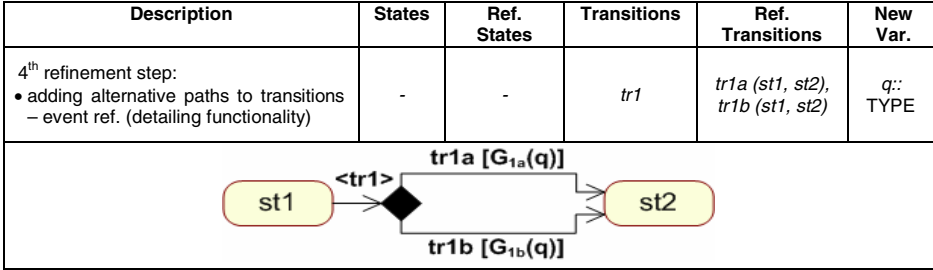 Description States Ref. States Transitions Ref. Transitions New Var.
4th refinement step:
• adding alternative paths to transitions
– event ref. (detailing functionality)
- - tr1 tr1a (st1, st2), tr1b (st1, st2) q:: TYPE
tr1a [G1a(q)]
<tr1>
st1 st2
tr1b [G1b(q)]